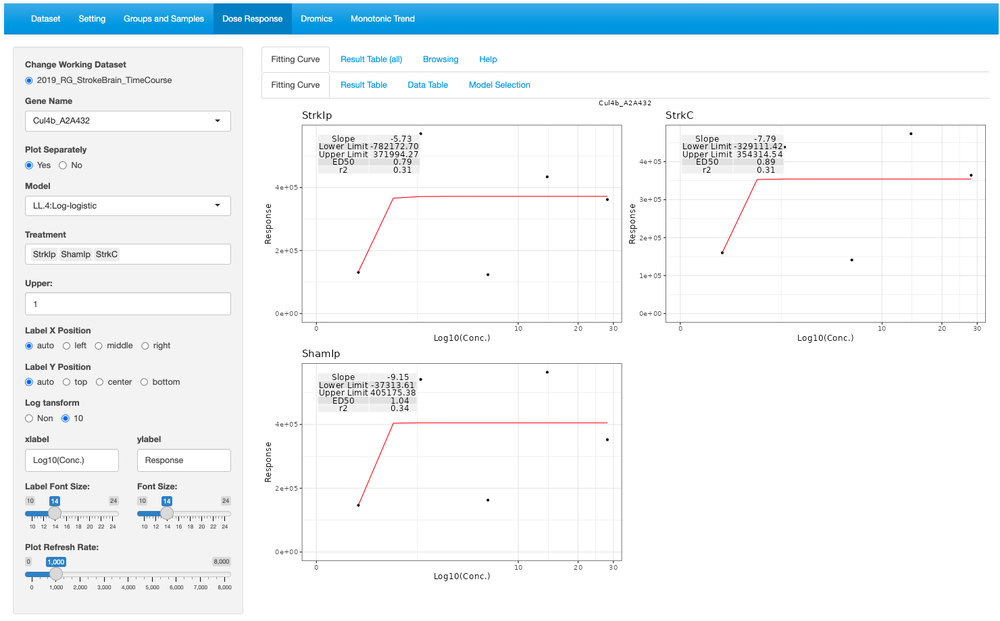 Dataset Setting Groups and Samples Dose Response Dromics Monotonic Trend
Change Working Dataset
2019_RG_StrokeBrain_TimeCourse
Gene Name
Cul4b_A2A432
Plot Separately
Yes No
Model
LL.4:Log-logistic
Treatment
StrkIp ShamIp StrkC
Upper:
1
Label X Position
auto left middle right
Label Y Position
auto top center bottom
Log tansform
Non 10
xlabel ylabel
Log10(Conc.) Response
Label Font Size: Font Size:
10 14 24 10 14 24
10 12 14 16 18 20 22 24 10 12 14 16 18 20 22 24
Plot Refresh Rate:
0 1,000 8,000
0 1,000 2,000 3,000 4,000 5,000 6,000 7,000 8,000
Fitting Curve Result Table (all) Browsing Help
Fitting Curve Result Table Data Table Model Selection
Cul4b_A2A432
StrkIp
Slope -5.73
Lower Limit -782172.70
Upper Limit 371994.27
ED50 0.79
r2 0.31
4e+05
2e+05
0e+00
Response
0 10 20 30
Log10(Conc.)
StrkC
Slope -7.79
Lower Limit -329111.42
Upper Limit 354314.54
ED50 0.89
r2 0.31
4e+05
3e+05
2e+05
1e+05
0e+00
Response
0 10 20 30
Log10(Conc.)
ShamIp
Slope -9.15
Lower Limit -37313.61
Upper Limit 405175.38
ED50 1.04
r2 0.34
4e+05
2e+05
0e+00
Response
0 10 20 30
Log10(Conc.)